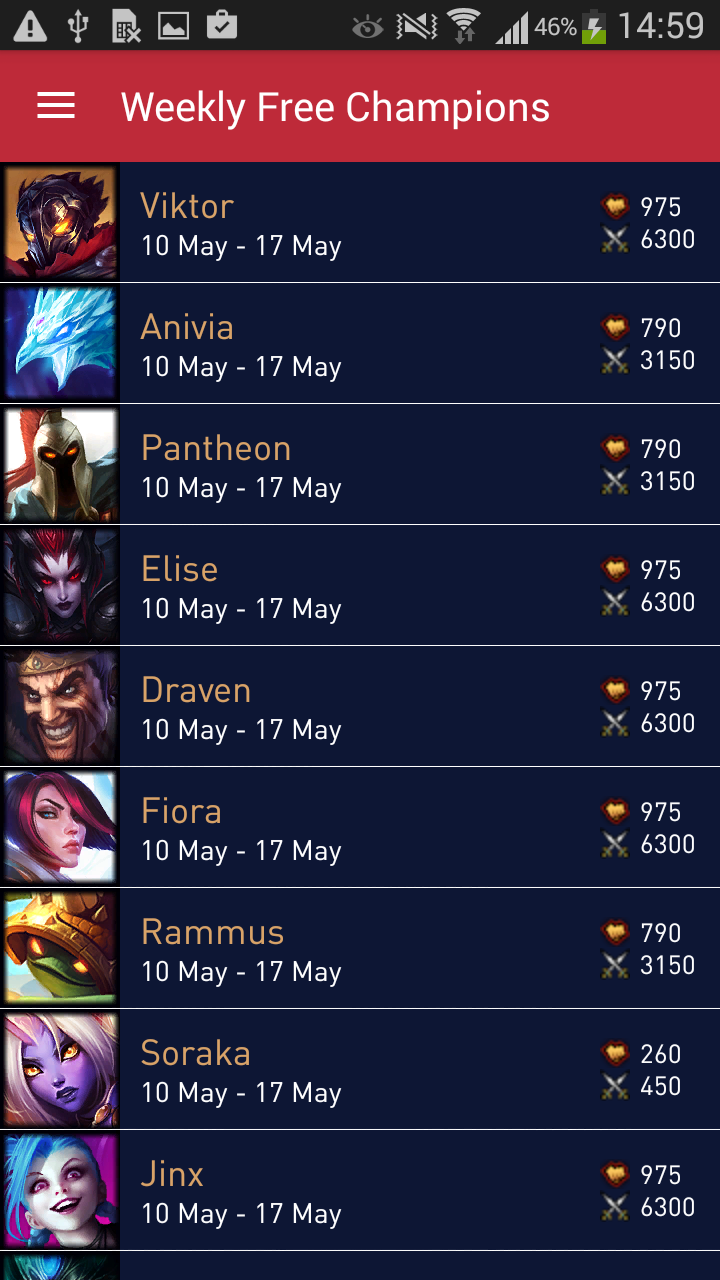 46% 14:59
Weekly Free Champions
Viktor
975
10 May - 17 May
6300
Anivia
790
10 May - 17 May
3150
Pantheon
790
10 May - 17 May
3150
Elise
975
10 May - 17 May
6300
Draven
975
10 May - 17 May
6300
Fiora
975
10 May - 17 May
6300
Rammus
790
10 May - 17 May
3150
Soraka
260
10 May - 17 May
450
Jinx
975
10 May - 17 May
6300